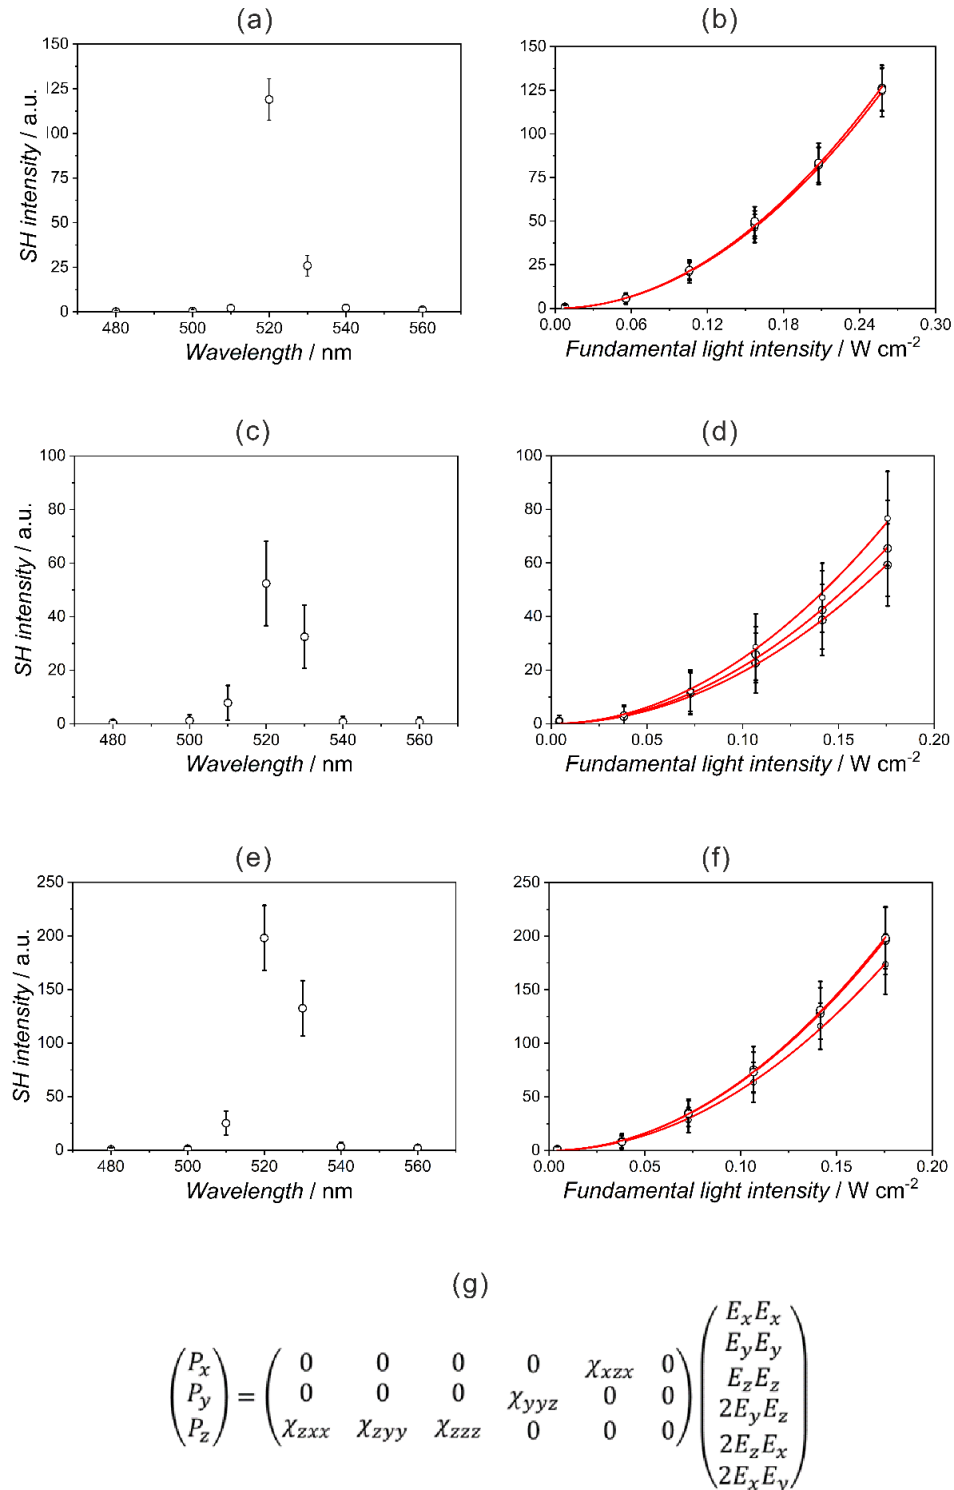 (a)
150
125
100
75
50
25
0
SH intensity / a.u.
480 500 520 540 560
Wavelength / nm
(b)
150
125
100
75
50
25
0
0.00 0.06 0.12 0.18 0.24 0.30
Fundamental light intensity / W cm-2
(c)
100
80
60
40
20
0
SH intensity / a.u.
480 500 520 540 560
Wavelength / nm
(d)
100
80
60
40
20
0
0.00 0.05 0.10 0.15 0.20
Fundamental light intensity / W cm-2
(e)
250
200
150
100
50
0
SH intensity / a.u.
480 500 520 540 560
Wavelength / nm
(f)
250
200
150
100
50
0
0.00 0.05 0.10 0.15 0.20
Fundamental light intensity / W cm-2
(g)
(Px Py Pz) = (0 0 0 0 χxzx 0
0 0 0 χyyz 0 0
χzxx χzyy χzzz 0 0 0)
(ExEx
EyEy
EzEz
2EyEz
2EzEx
2ExEy)